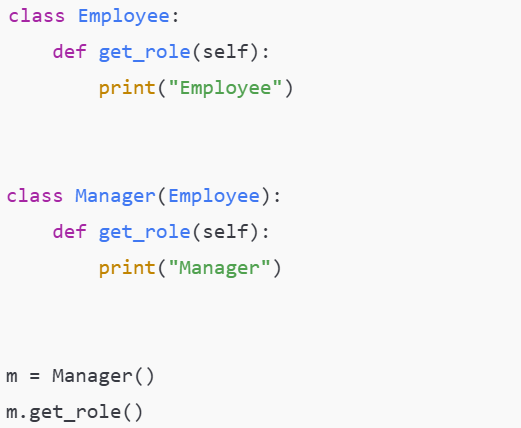 class Employee:
    def get_role(self):
        print("Employee")
class Manager(Employee):
    def get_role(self):
        print("Manager")
m = Manager()
m.get_role()